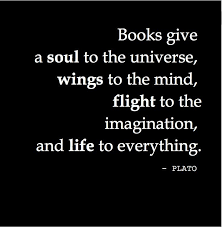 Books give
a soul to the universe,
wings to the mind,
flight to the
imagination,
and life to everything.
– PLATO